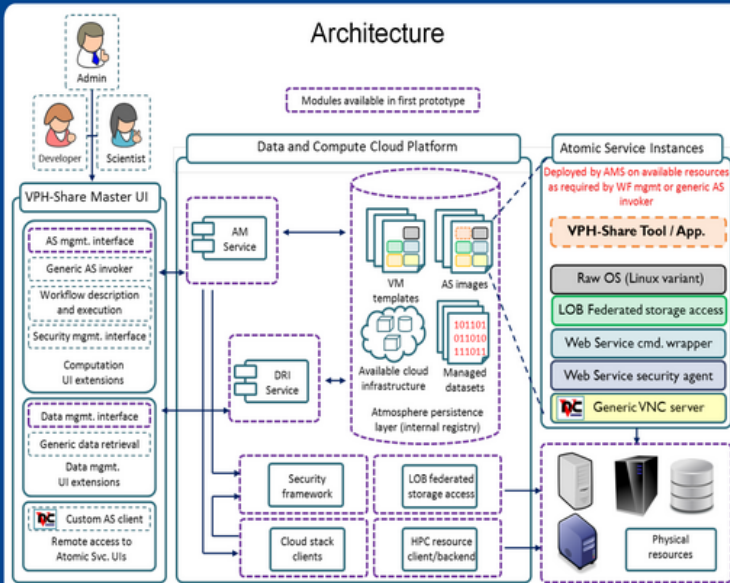 Architecture
Admin
Developer
Scientist
Modules available in first prototype
VPH-Share Master UI
AS mgmt. interface
Generic AS invoker
Workflow description
and execution
Security mgmt. interface
Computation
UI extensions
Data mgmt. interface
Generic data retrieval
Data mgmt.
UI extensions
Custom AS client
Remote access to
Atomic Svc. UIs
Data and Compute Cloud Platform
AM
Service
DRI
Service
VM
templates
AS images
Available cloud
infrastructure
101101
011010
111011
Managed
datasets
Atmosphere persistence
layer (internal registry)
Security
framework
LOB federated
storage access
Cloud stack
clients
HPC resource
client/backend
Atomic Service Instances
Deployed by AMS on available resources
as required by WF mgmt or generic AS
invoker
VPH-Share Tool / App.
Raw OS (Linux variant)
LOB Federated storage access
Web Service cmd. wrapper
Web Service security agent
Generic VNC server
Physical
resources